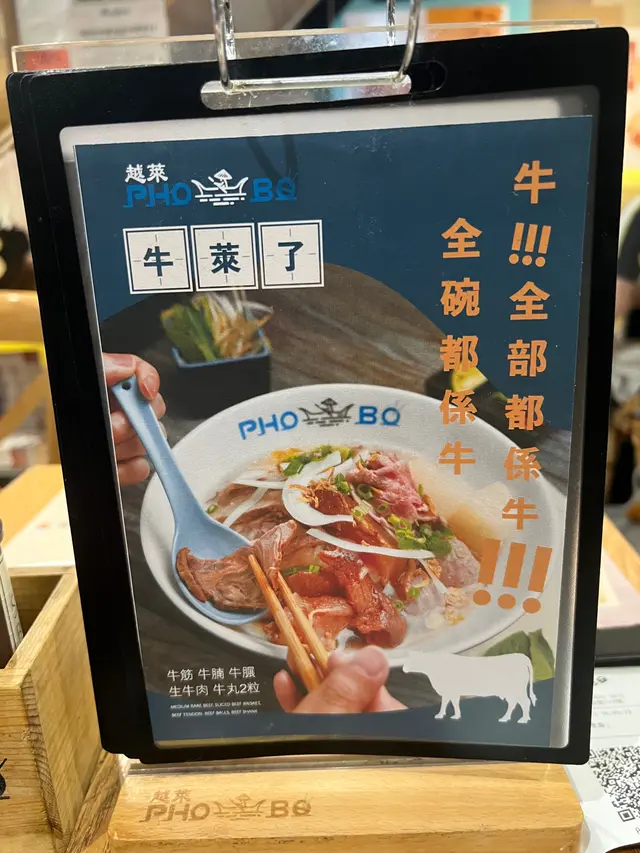 越萊
PHO BO
牛萊了
牛!!!全部都係牛!!!
全碗都係牛
PHO BO
牛筋 牛腩 牛𦟌
生牛肉 牛丸2粒
MEDIUM RARE BEEF, SLICED BEEF BRISKET,
BEEF TENDON, BEEF BALLS, BEEF SHANK
越萊
PHO BO